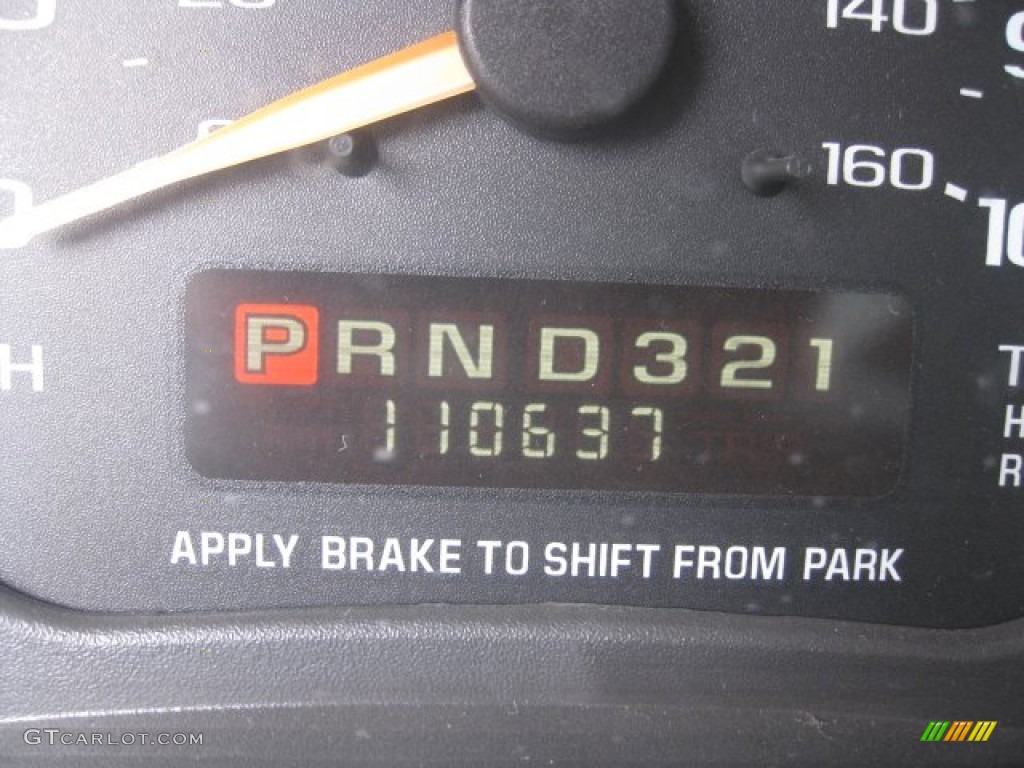 140
160
PRND321
110637
APPLY BRAKE TO SHIFT FROM PARK
GTCARLOT.COM